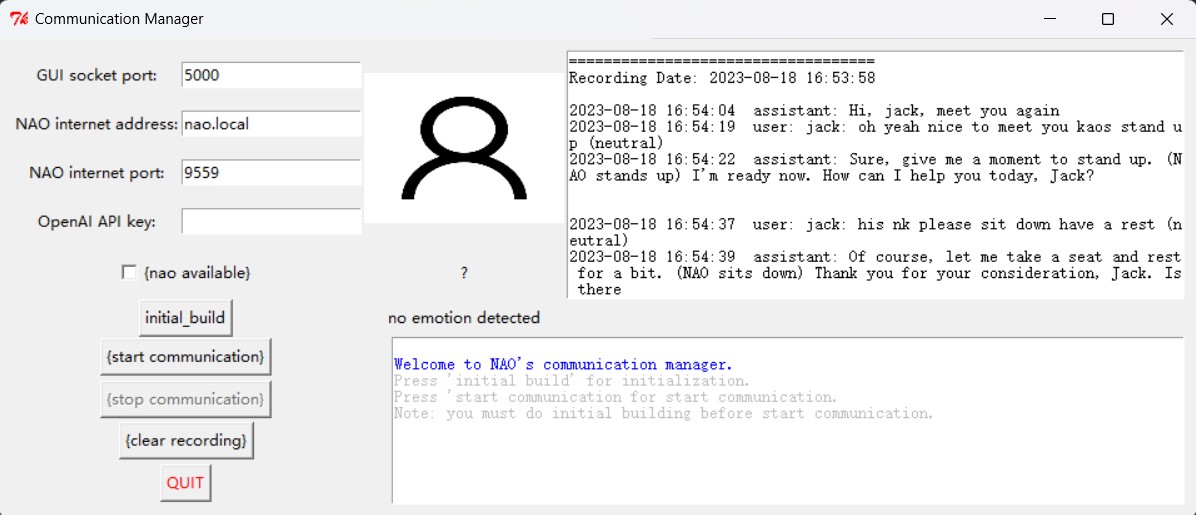 Communication Manager
GUI socket port:
5000
NAO internet address:
nao.local
NAO internet port:
9559
OpenAI API key:
{nao available}
initial_build
{start communication}
{stop communication}
{clear recording}
QUIT
?
no emotion detected
==================================
Recording Date: 2023-08-18 16:53:58
2023-08-18 16:54:04  assistant: Hi, jack, meet you again
2023-08-18 16:54:19  user: jack: oh yeah nice to meet you kaos stand u
p (neutral)
2023-08-18 16:54:22  assistant: Sure, give me a moment to stand up. (N
AO stands up) I'm ready now. How can I help you today, Jack?
2023-08-18 16:54:37  user: jack: his nk please sit down have a rest (n
eutral)
2023-08-18 16:54:39  assistant: Of course, let me take a seat and rest
 for a bit. (NAO sits down) Thank you for your consideration, Jack. Is
 there
Welcome to NAO's communication manager.
Press 'initial build' for initialization.
Press 'start communication for start communication.
Note: you must do initial building before start communication.